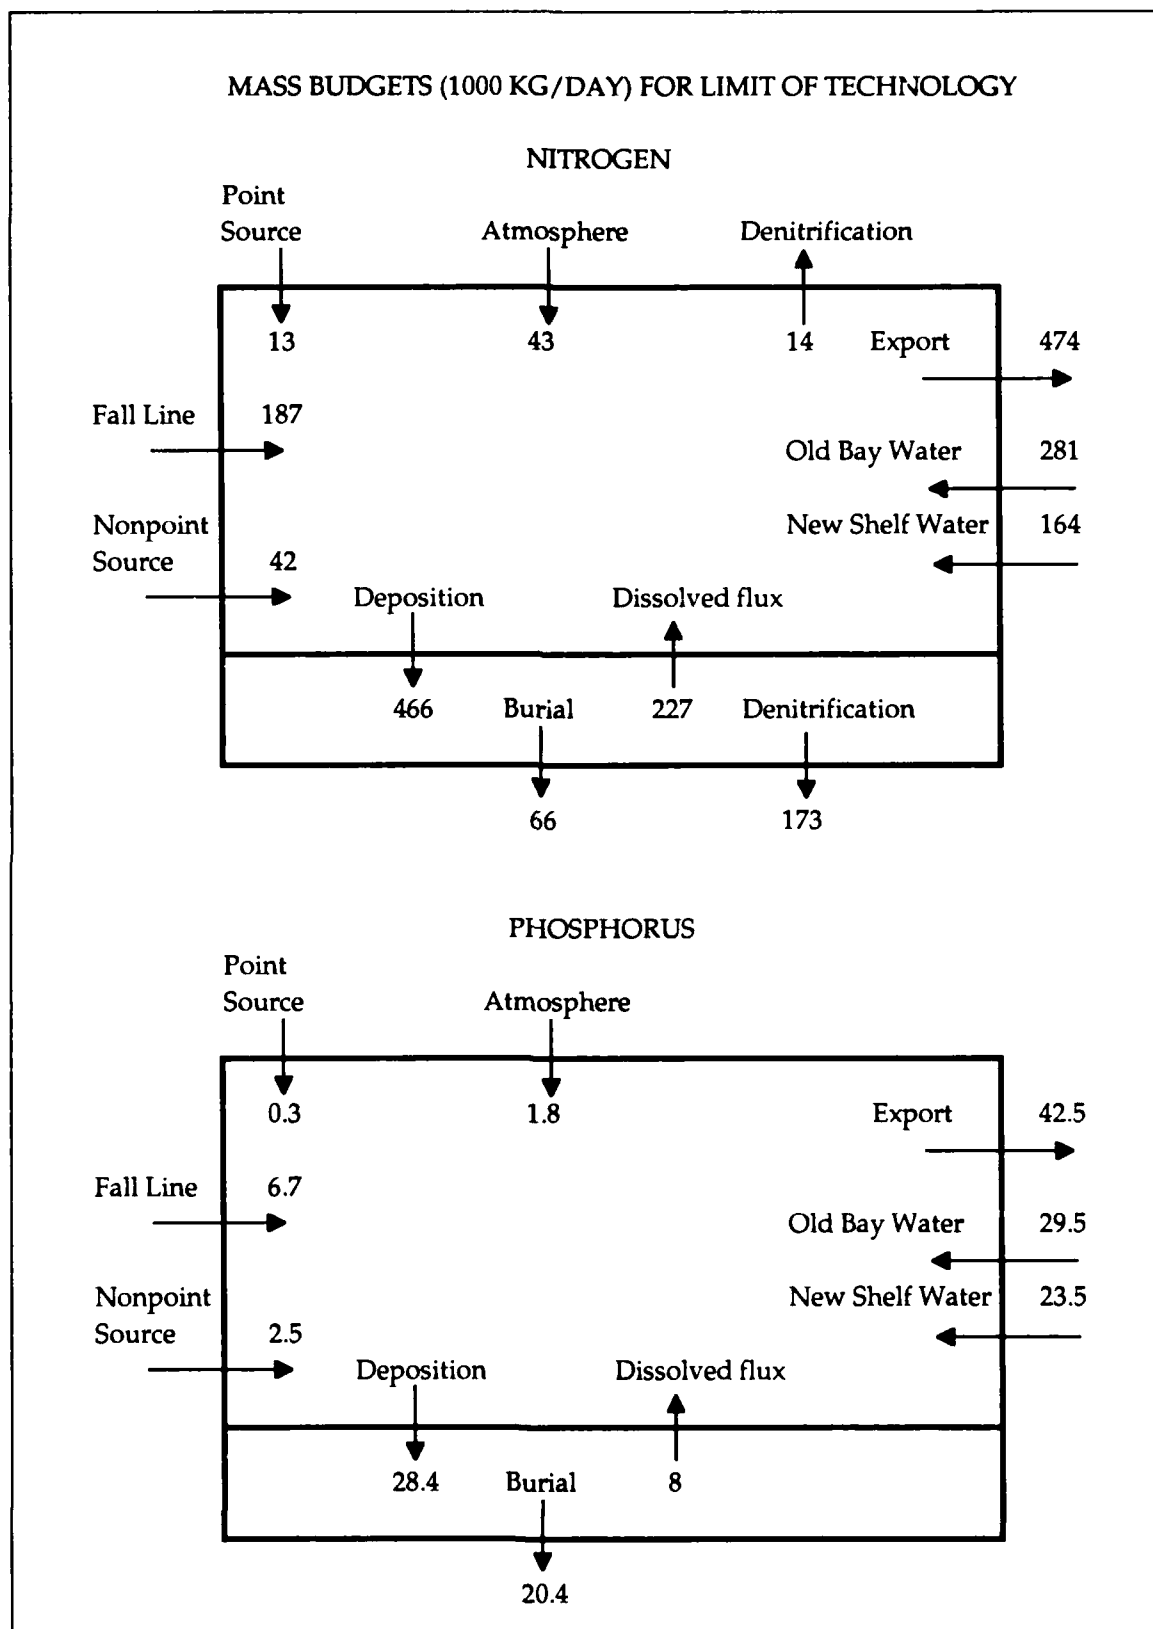 MASS BUDGETS (1000 KG/DAY) FOR LIMIT OF TECHNOLOGY
NITROGEN
Point
Source
Atmosphere
Denitrification
13
43
14
Export
474
Fall Line
187
Old Bay Water
281
Nonpoint
Source
42
New Shelf Water
164
Deposition
Dissolved flux
466
Burial
227
Denitrification
66
173
PHOSPHORUS
Point
Source
Atmosphere
0.3
1.8
Export
42.5
Fall Line
6.7
Old Bay Water
29.5
Nonpoint
Source
2.5
New Shelf Water
23.5
Deposition
Dissolved flux
28.4
Burial
8
20.4